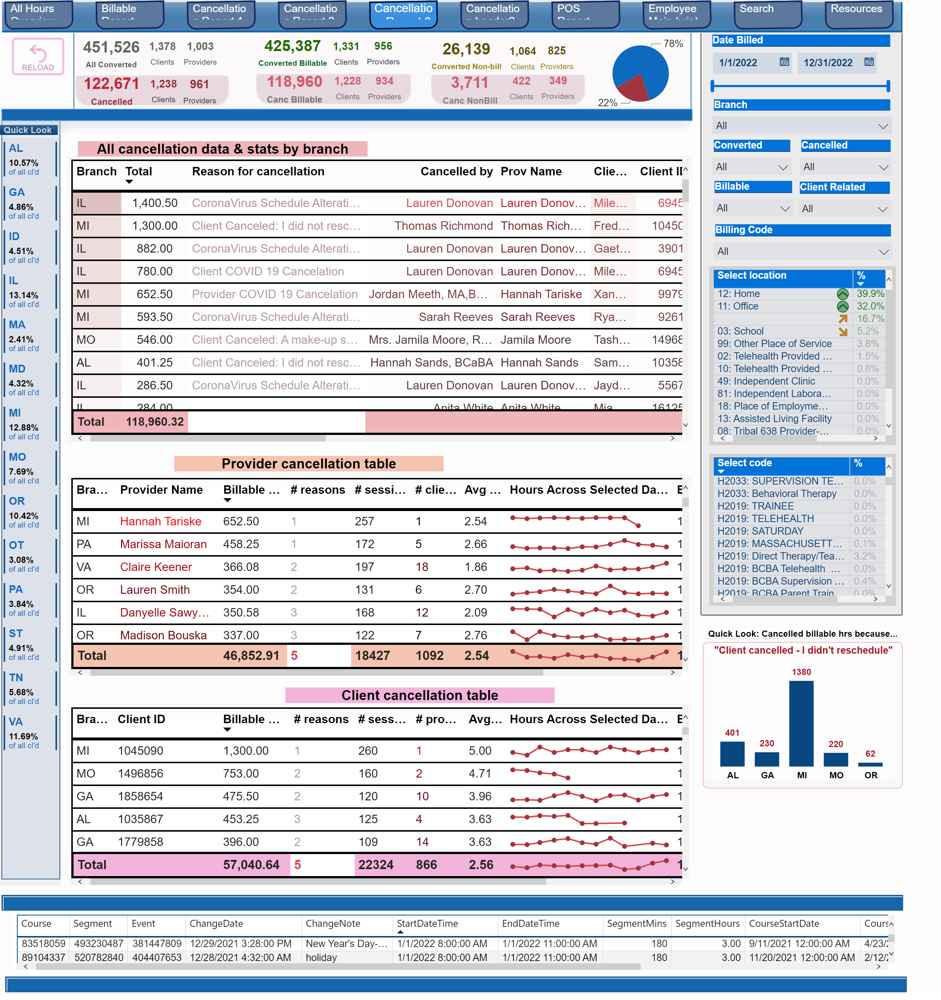 All Hours
Billable
Cancellatio
Cancellatio
Cancellatio
Cancellatio
POS
Employee
Search
Resources
RELOAD
451,526 1,378 1,003
All Converted Clients Providers
122,671 1,238 961
Cancelled Clients Providers
425,387 1,331 956
Converted Billable Clients Providers
118,960 1,228 934
Canc Billable Clients Providers
26,139 1,064 825
Converted Non-bill Clients Providers
3,711 422 349
Canc NonBill Clients Providers
78%
22%
Date Billed
1/1/2022 12/31/2022
Branch
All
Converted Cancelled
All All
Billable Client Related
All All
Billing Code
All
Select location %
12: Home 39.9%
11: Office 32.0%
16.7%
03: School 5.2%
99: Other Place of Service 3.8%
02: Telehealth Provided ... 1.5%
10: Telehealth Provided ... 0.8%
49: Independent Clinic 0.0%
81: Independent Labora... 0.0%
18: Place of Employme... 0.0%
13: Assisted Living Facility 0.0%
08: Tribal 638 Provider-... 0.0%
Select code %
H2033: SUPERVISION TE... 0.0%
H2033: Behavioral Therapy 0.0%
H2019: TRAINEE 0.0%
H2019: TELEHEALTH 0.0%
H2019: SATURDAY 0.0%
H2019: MASSACHUSETT... 0.1%
H2019: Direct Therapy/Tea... 3.2%
H2019: BCBA Telehealth ... 0.0%
H2019: BCBA Supervision ... 0.4%
H2019: BCBA Parent Train 0.0%
Quick Look: Cancelled billable hrs because...
"Client cancelled - I didn't reschedule"
1380
401
230
220
62
AL GA MI MO OR
Quick Look
AL
10.57%
of all cl'd
GA
4.86%
of all cl'd
ID
4.51%
of all cl'd
IL
13.14%
of all cl'd
MA
2.41%
of all cl'd
MD
4.32%
of all cl'd
MI
12.88%
of all cl'd
MO
7.69%
of all cl'd
OR
10.42%
of all cl'd
OT
3.08%
of all cl'd
PA
3.84%
of all cl'd
ST
4.91%
of all cl'd
TN
5.68%
of all cl'd
VA
11.69%
of all cl'd
All cancellation data & stats by branch
Branch Total Reason for cancellation Cancelled by Prov Name Clie... Client ID
IL 1,400.50 CoronaVirus Schedule Alterati... Lauren Donovan Lauren Donov... Mile... 6945
MI 1,300.00 Client Canceled: I did not resc... Thomas Richmond Thomas Rich... Fred... 10450
IL 882.00 CoronaVirus Schedule Alterati... Lauren Donovan Lauren Donov... Gaet... 3901
IL 780.00 Client COVID 19 Cancelation Lauren Donovan Lauren Donov... Mile... 6945
MI 652.50 Provider COVID 19 Cancelation Jordan Meeth, MA,B... Hannah Tariske Xan... 9979
MI 593.50 CoronaVirus Schedule Alterati... Sarah Reeves Sarah Reeves Rya... 9261
MO 546.00 Client Canceled: A make-up s... Mrs. Jamila Moore, R... Jamila Moore Tash... 14968
AL 401.25 Client Canceled: I did not resc... Hannah Sands, BCaBA Hannah Sands Sam... 10358
IL 286.50 CoronaVirus Schedule Alterati... Lauren Donovan Lauren Donov... Jayd... 5567
IL 284.00 Anita White Anita White Mia 16125
Total 118,960.32
Provider cancellation table
Bra... Provider Name Billable ... # reasons # sessi... # clie... Avg ... Hours Across Selected Da... E
MI Hannah Tariske 652.50 1 257 1 2.54 1
PA Marissa Maioran 458.25 1 172 5 2.66 1
VA Claire Keener 366.08 2 197 18 1.86 1
OR Lauren Smith 354.00 2 131 6 2.70 1
IL Danyelle Sawy... 350.58 3 168 12 2.09 1
OR Madison Bouska 337.00 3 122 7 2.76 1
Total 46,852.91 5 18427 1092 2.54 1
Client cancellation table
Bra... Client ID Billable ... # reasons # sess... # pro... Avg... Hours Across Selected Da... E
MI 1045090 1,300.00 1 260 1 5.00 1
MO 1496856 753.00 2 160 2 4.71 1
GA 1858654 475.50 2 120 10 3.96 1
AL 1035867 453.25 3 125 4 3.63 1
GA 1779858 396.00 2 109 14 3.63 1
Total 57,040.64 5 22324 866 2.56 1
Course Segment Event ChangeDate ChangeNote StartDateTime EndDateTime SegmentMins SegmentHours CourseStartDate Cours
83518059 493230487 381447809 12/29/2021 3:28:00 PM New Year's Day-... 1/1/2022 8:00:00 AM 1/1/2022 11:00:00 AM 180 3.00 9/11/2021 12:00:00 AM 4/23/2
89104337 520782840 404407653 12/28/2021 4:32:00 AM holiday 1/1/2022 8:00:00 AM 1/1/2022 11:00:00 AM 180 3.00 11/20/2021 12:00:00 AM 2/12/2